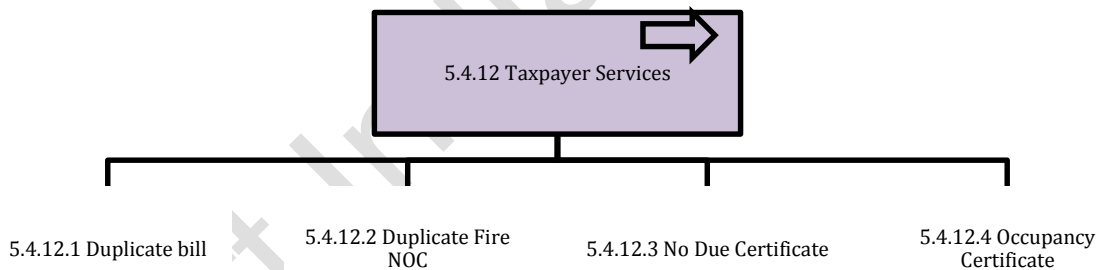 5.4.12 Taxpayer Services
5.4.12.1 Duplicate bill
5.4.12.2 Duplicate Fire
NOC
5.4.12.3 No Due Certificate
5.4.12.4 Occupancy
Certificate